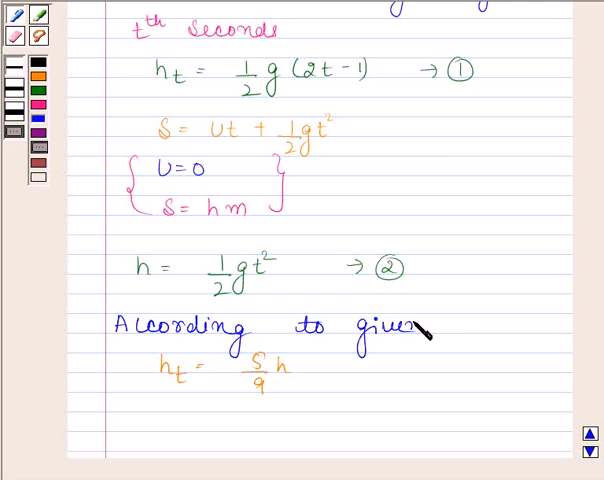 tth seconds
ht = 1/2 g (2t - 1) → ①
S = Ut + 1/2 gt²
U = 0
S = h m
h = 1/2 gt² → ②
According to given
ht = 5/9 h